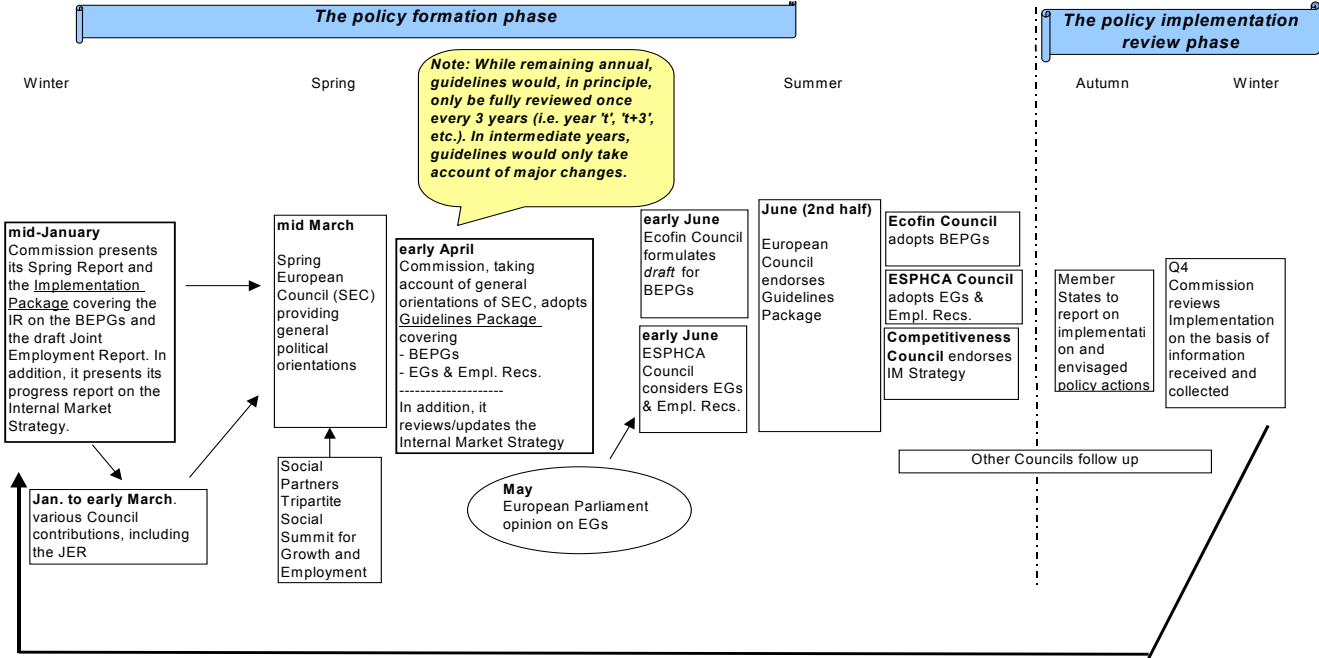 The policy formation phase
The policy implementation
review phase
Winter
Spring
Summer
Autumn
Winter
Note: While remaining annual,
guidelines would, in principle,
only be fully reviewed once
every 3 years (i.e. year 't', 't+3',
etc.). In intermediate years,
guidelines would only take
account of major changes.
mid-January
Commission presents
its Spring Report and
the Implementation
Package covering the
IR on the BEPGs and
the draft Joint
Employment Report. In
addition, it presents its
progress report on the
Internal Market
Strategy.
Jan. to early March.
various Council
contributions, including
the JER
mid March
Spring
European
Council (SEC)
providing
general
political
orientations
Social
Partners
Tripartite
Social
Summit for
Growth and
Employment
early April
Commission, taking
account of general
orientations of SEC, adopts
Guidelines Package
covering
- BEPGs
- EGs & Empl. Recs.
--------------------
In addition, it
reviews/updates the
Internal Market Strategy
May
European Parliament
opinion on EGs
early June
Ecofin Council
formulates
draft for
BEPGs
early June
ESPHCA
Council
considers EGs
& Empl. Recs.
June (2nd half)
European
Council
endorses
Guidelines
Package
Ecofin Council
adopts BEPGs
ESPHCA Council
adopts EGs &
Empl. Recs.
Competitiveness
Council endorses
IM Strategy
Other Councils follow up
Member
States to
report on
implementati
on and
envisaged
policy actions
Q4
Commission
reviews
Implementation
on the basis of
information
received and
collected